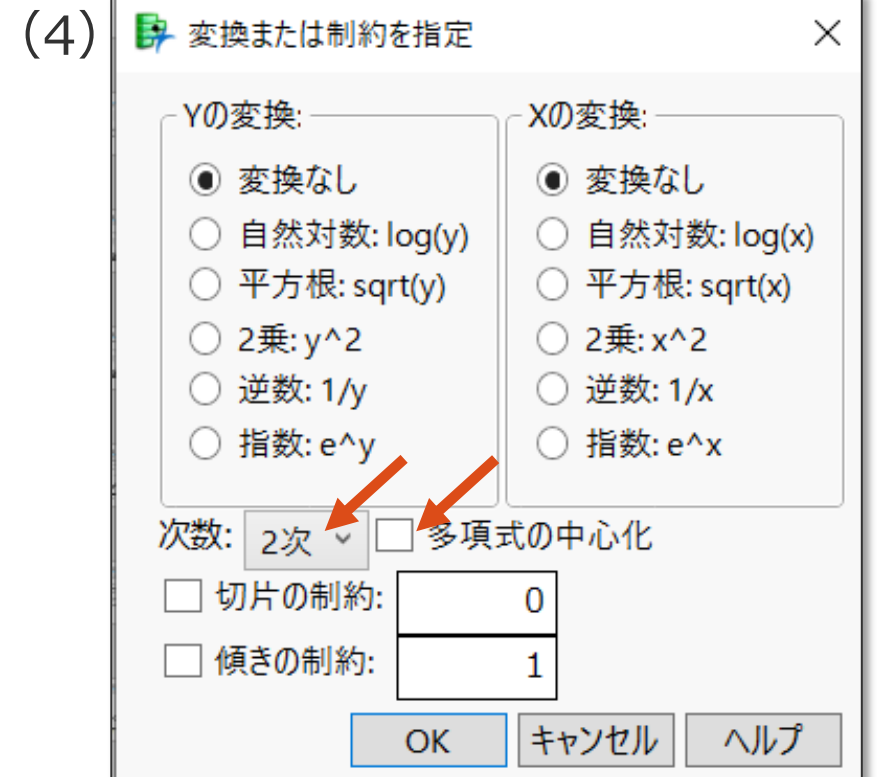 (4)
変換または制約を指定
Yの変換:
変換なし
自然対数: log(y)
平方根: sqrt(y)
2乗: y^2
逆数: 1/y
指数: e^y
Xの変換:
変換なし
自然対数: log(x)
平方根: sqrt(x)
2乗: x^2
逆数: 1/x
指数: e^x
次数: 2次 多項式の中心化
切片の制約: 0
傾きの制約: 1
OK キャンセル ヘルプ